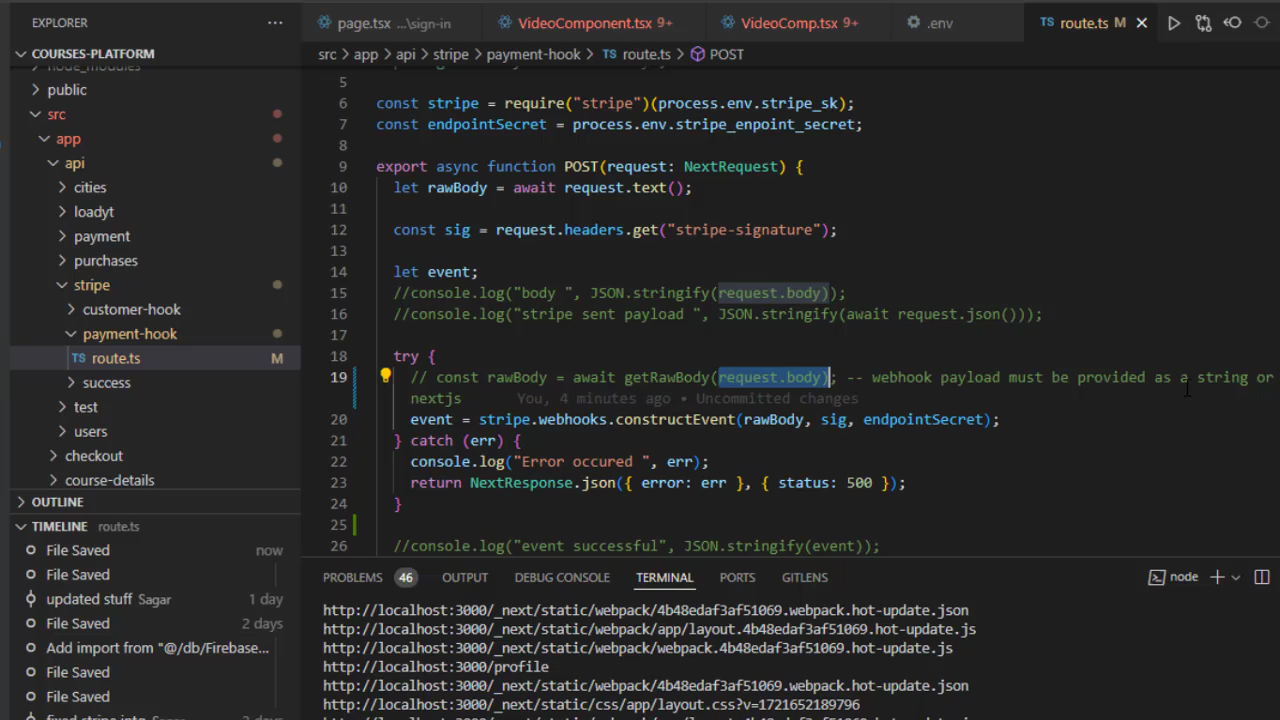 EXPLORER
COURSES-PLATFORM
node_modules
public
src
app
api
cities
loadyt
payment
purchases
stripe
customer-hook
payment-hook
route.ts M
success
test
users
checkout
course-details
OUTLINE
TIMELINE route.ts
File Saved now
File Saved
updated stuff Sagar 1 day
File Saved 2 days
Add import from "@/db/Firebase...
File Saved
File Saved
page.tsx ...\sign-in
VideoComponent.tsx 9+
VideoComp.tsx 9+
.env
route.ts M
src > app > api > stripe > payment-hook > TS route.ts > POST
5
6 const stripe = require("stripe")(process.env.stripe_sk);
7 const endpointSecret = process.env.stripe_enpoint_secret;
8
9 export async function POST(request: NextRequest) {
10 let rawBody = await request.text();
11
12 const sig = request.headers.get("stripe-signature");
13
14 let event;
15 //console.log("body ", JSON.stringify(request.body));
16 //console.log("stripe sent payload ", JSON.stringify(await request.json()));
17
18 try {
19 // const rawBody = await getRawBody(request.body); -- webhook payload must be provided as a string or
nextjs You, 4 minutes ago • Uncommitted changes
20 event = stripe.webhooks.constructEvent(rawBody, sig, endpointSecret);
21 } catch (err) {
22 console.log("Error occured ", err);
23 return NextResponse.json({ error: err }, { status: 500 });
24 }
25
26 //console.log("event successful", JSON.stringify(event));
PROBLEMS 46 OUTPUT DEBUG CONSOLE TERMINAL PORTS GITLENS
node
http://localhost:3000/_next/static/webpack/4b48edaf3af51069.webpack.hot-update.json
http://localhost:3000/_next/static/webpack/app/layout.4b48edaf3af51069.hot-update.js
http://localhost:3000/_next/static/webpack/webpack.4b48edaf3af51069.hot-update.js
http://localhost:3000/profile
http://localhost:3000/_next/static/webpack/4b48edaf3af51069.webpack.hot-update.json
http://localhost:3000/_next/static/css/app/layout.css?v=1721652189796